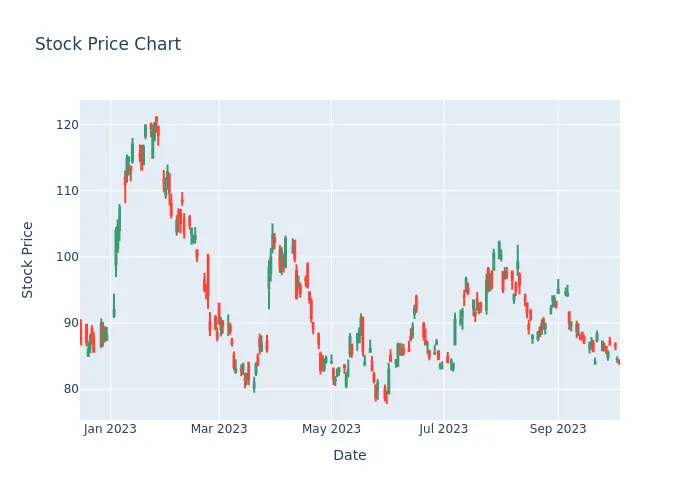 Stock Price Chart
120
110
100
90
80
Stock Price
Jan 2023
Mar 2023
May 2023
Jul 2023
Sep 2023
Date